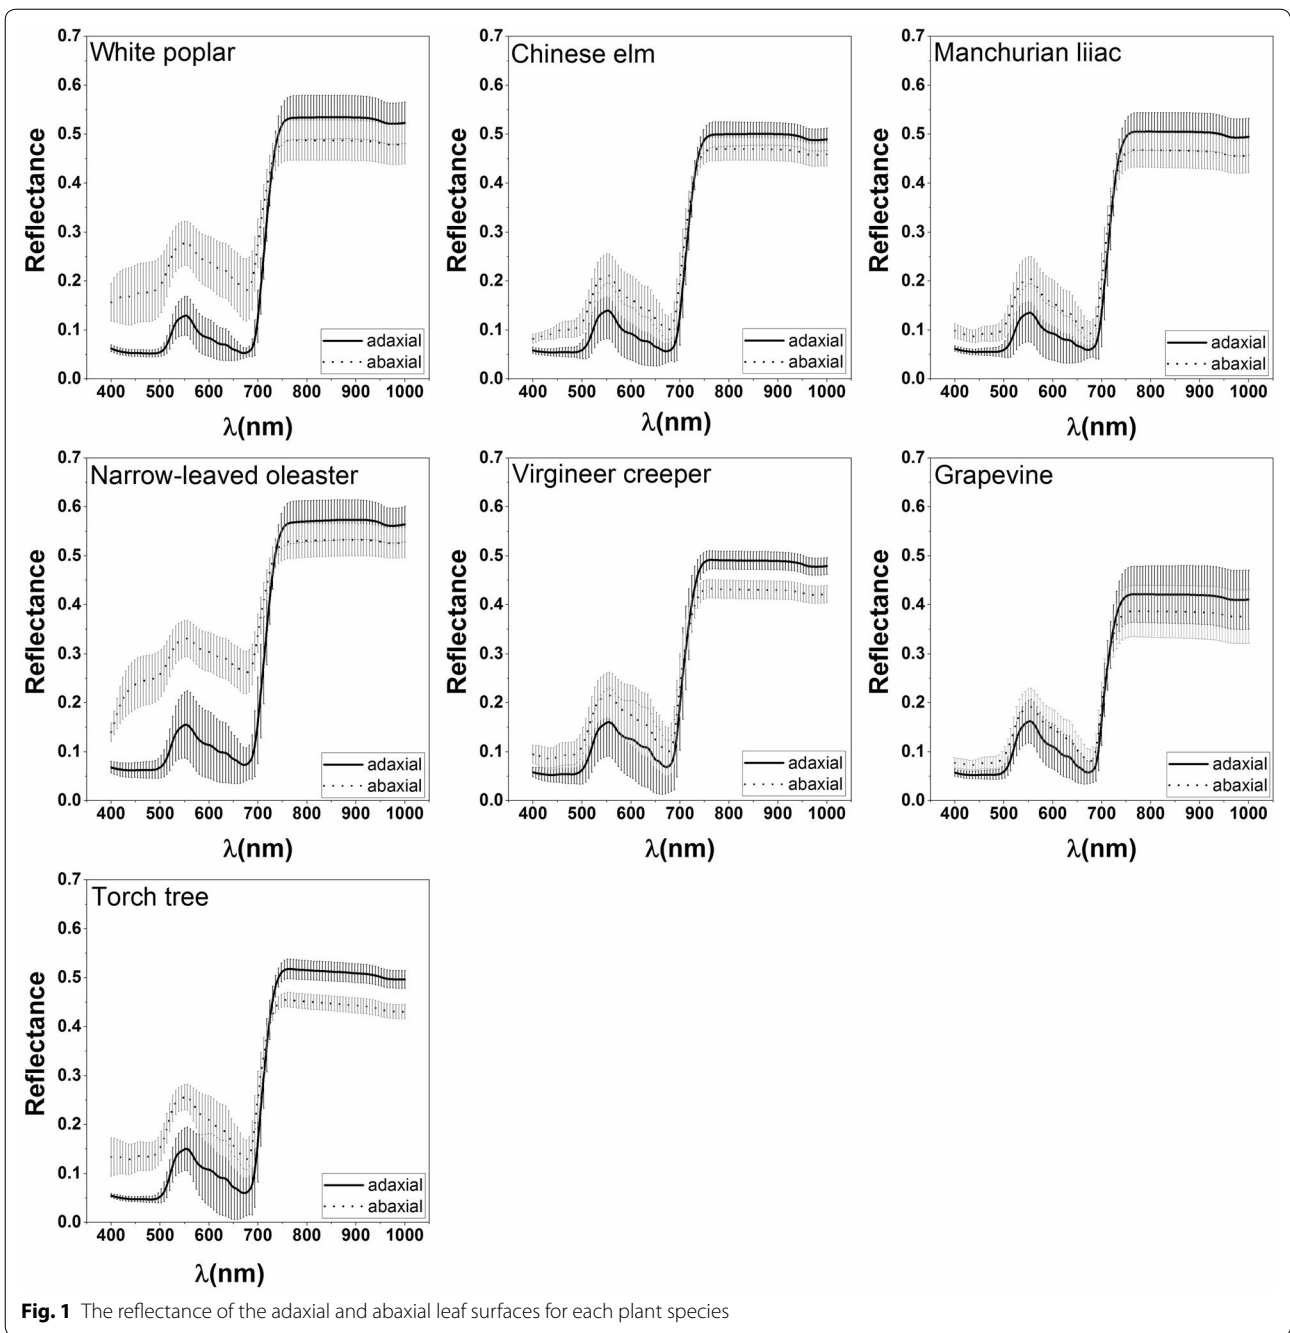 White poplar
0.7
0.6
0.5
0.4
0.3
0.2
0.1
0.0
Reflectance
adaxial
abaxial
400 500 600 700 800 900 1000
λ(nm)
Chinese elm
0.7
0.6
0.5
0.4
0.3
0.2
0.1
0.0
Reflectance
adaxial
abaxial
400 500 600 700 800 900 1000
λ(nm)
Manchurian liiac
0.7
0.6
0.5
0.4
0.3
0.2
0.1
0.0
Reflectance
adaxial
abaxial
400 500 600 700 800 900 1000
λ(nm)
Narrow-leaved oleaster
0.7
0.6
0.5
0.4
0.3
0.2
0.1
0.0
Reflectance
adaxial
abaxial
400 500 600 700 800 900 1000
λ(nm)
Virgineer creeper
0.7
0.6
0.5
0.4
0.3
0.2
0.1
0.0
Reflectance
adaxial
abaxial
400 500 600 700 800 900 1000
λ(nm)
Grapevine
0.7
0.6
0.5
0.4
0.3
0.2
0.1
0.0
Reflectance
adaxial
abaxial
400 500 600 700 800 900 1000
λ(nm)
Torch tree
0.7
0.6
0.5
0.4
0.3
0.2
0.1
0.0
Reflectance
adaxial
abaxial
400 500 600 700 800 900 1000
λ(nm)
Fig. 1 The reflectance of the adaxial and abaxial leaf surfaces for each plant species